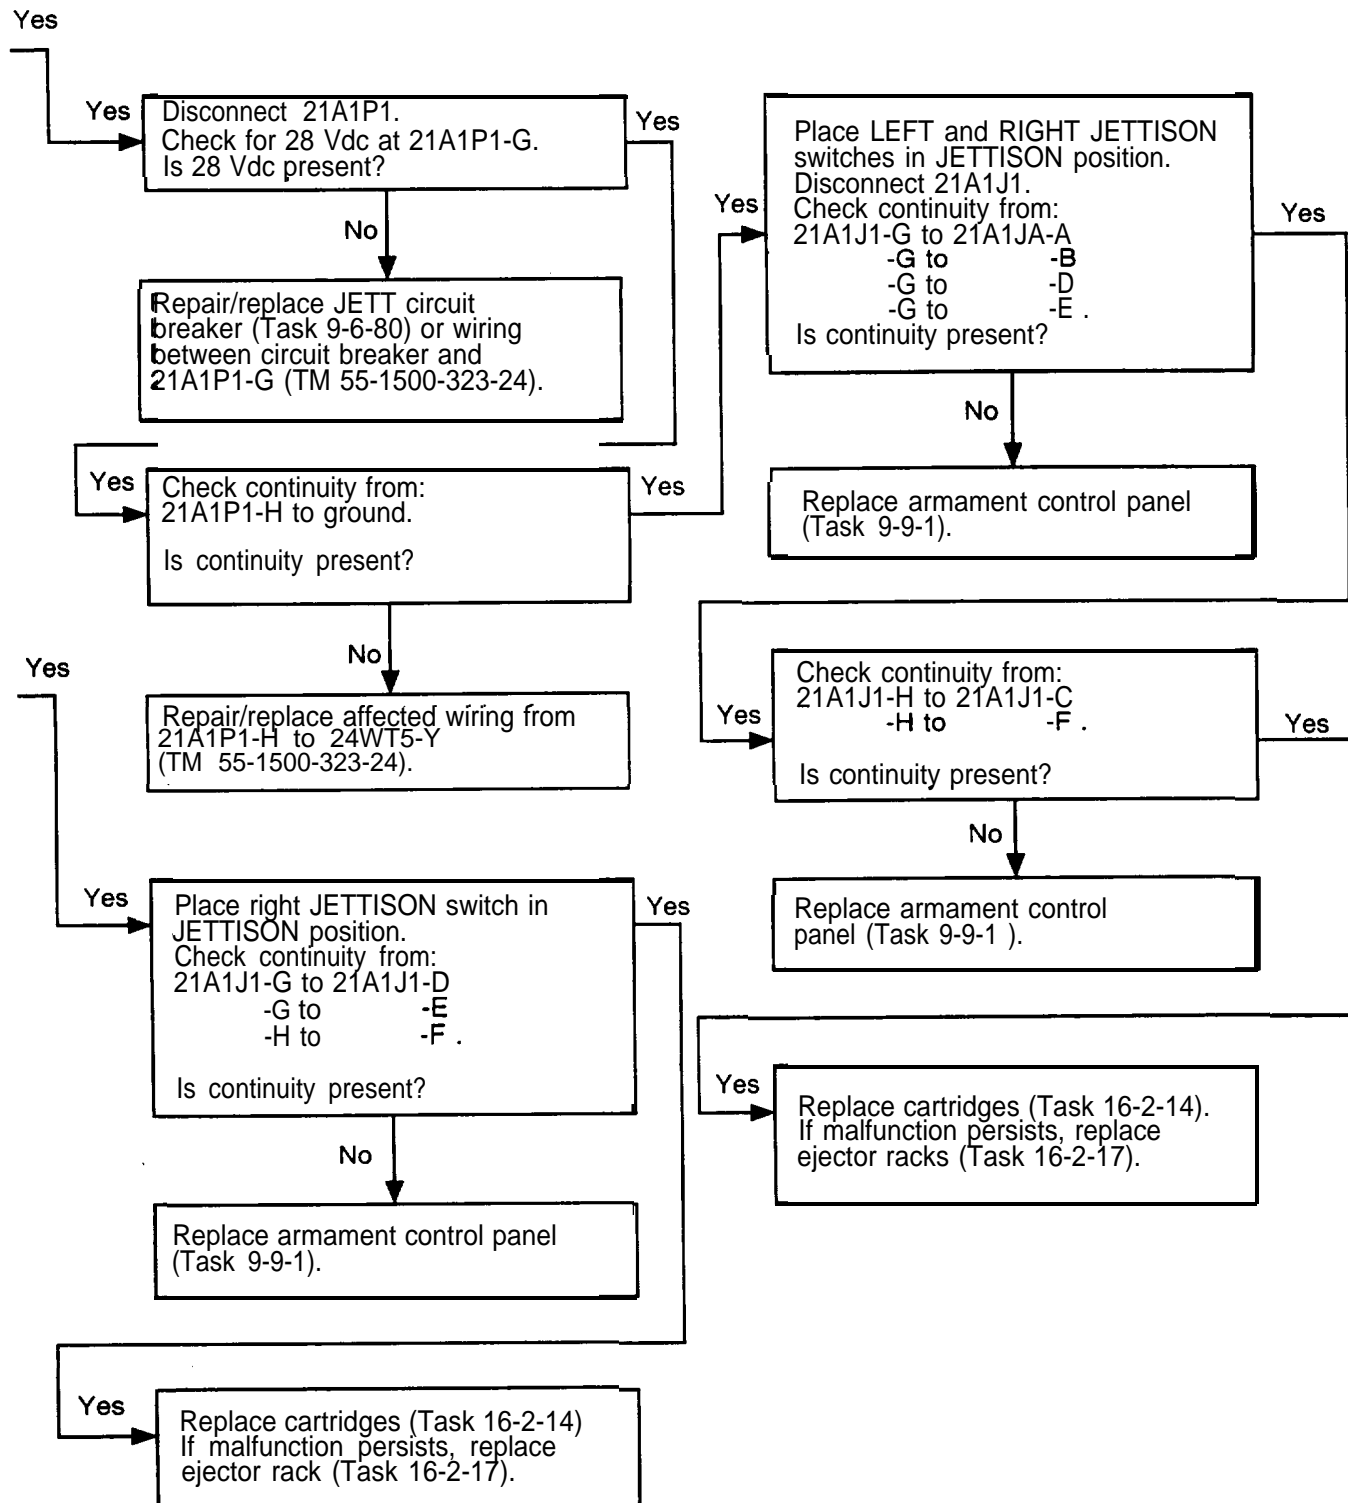 Yes
Yes
Disconnect 21A1P1.
Check for 28 Vdc at 21A1P1-G.
Is 28 Vdc present?
Yes
No
Repair/replace JETT circuit
breaker (Task 9-6-80) or wiring
between circuit breaker and
21A1P1-G (TM 55-1500-323-24).
Yes
Check continuity from:
21A1P1-H to ground.
Is continuity present?
Yes
No
Repair/replace affected wiring from
21A1P1-H to 24WT5-Y
(TM 55-1500-323-24).
Yes
Place LEFT and RIGHT JETTISON
switches in JETTISON position.
Disconnect 21A1J1.
Check continuity from:
21A1J1-G to 21A1JA-A
-G to -B
-G to -D
-G to -E .
Is continuity present?
Yes
No
Replace armament control panel
(Task 9-9-1).
Yes
Check continuity from:
21A1J1-H to 21A1J1-C
-H to -F .
Is continuity present?
Yes
No
Replace armament control
panel (Task 9-9-1 ).
Yes
Replace cartridges (Task 16-2-14).
If malfunction persists, replace
ejector racks (Task 16-2-17).
Yes
Yes
Place right JETTISON switch in
JETTISON position.
Check continuity from:
21A1J1-G to 21A1J1-D
-G to -E
-H to -F .
Is continuity present?
Yes
No
Replace armament control panel
(Task 9-9-1).
Yes
Replace cartridges (Task 16-2-14)
If malfunction persists, replace
ejector rack (Task 16-2-17).